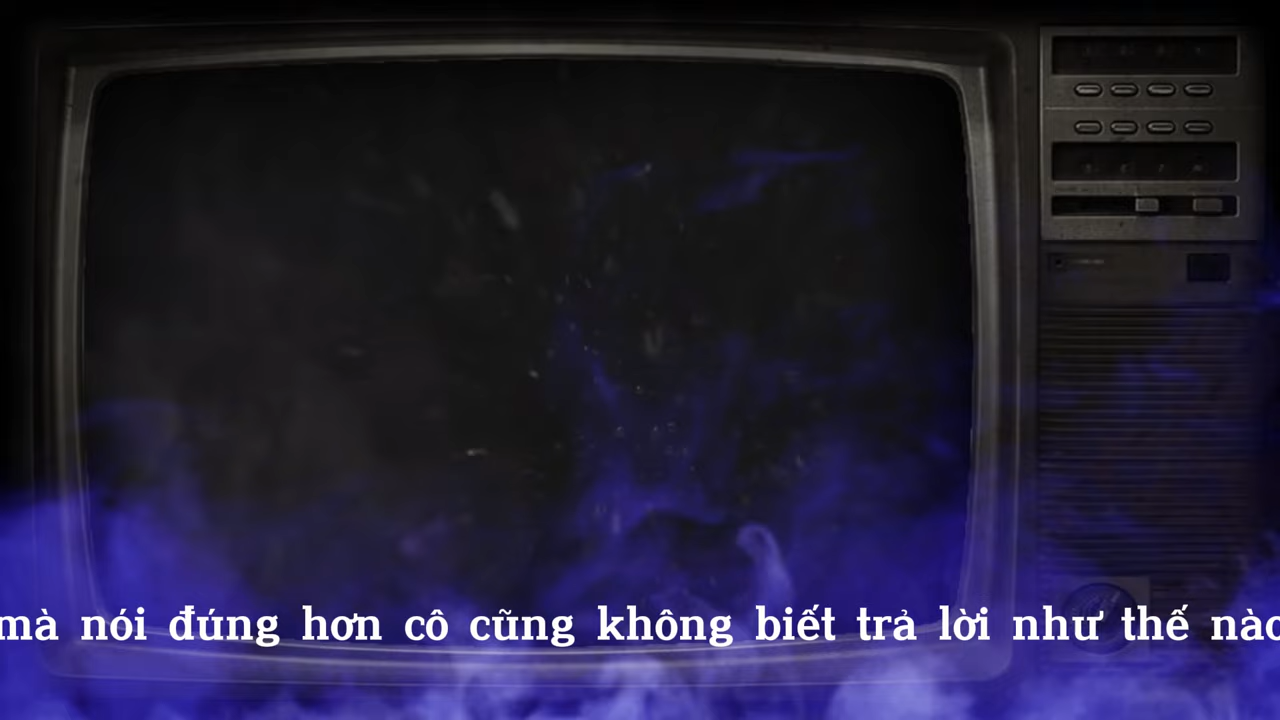 mà nói đúng hơn cô cũng không biết trả lời như thế nào